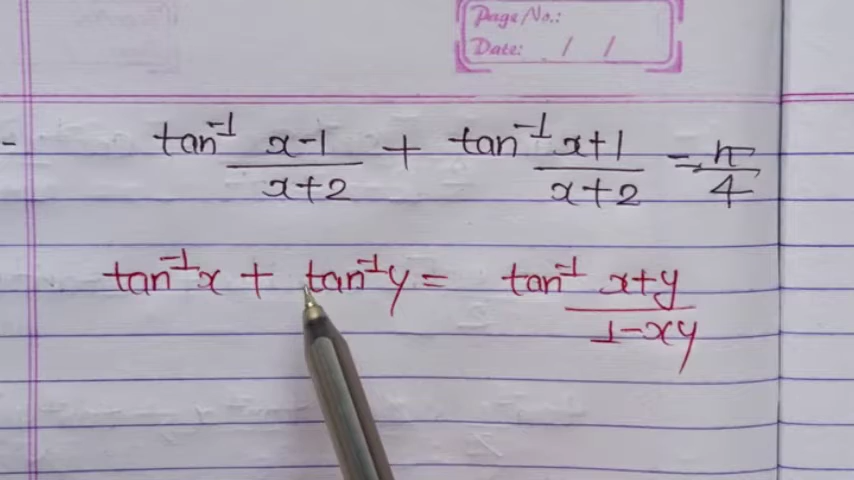 Page No.:
Date: / /
tan⁻¹ (x-1)/(x+2) + tan⁻¹ (x+1)/(x+2) = π/4
tan⁻¹x + tan⁻¹y = tan⁻¹ (x+y)/(1-xy)